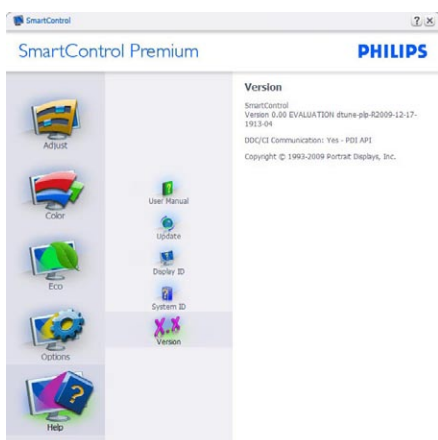 SmartControl
SmartControl Premium
PHILIPS
Adjust
Color
Eco
Options
Help
User Manual
Update
Display ID
System ID
X.X
Version
Version
SmartControl
Version 0.00 EVALUATION dtune-plp-R2009-12-17-
1913-04
DDC/CI Communication: Yes - PDI API
Copyright © 1993-2009 Portrait Displays, Inc.